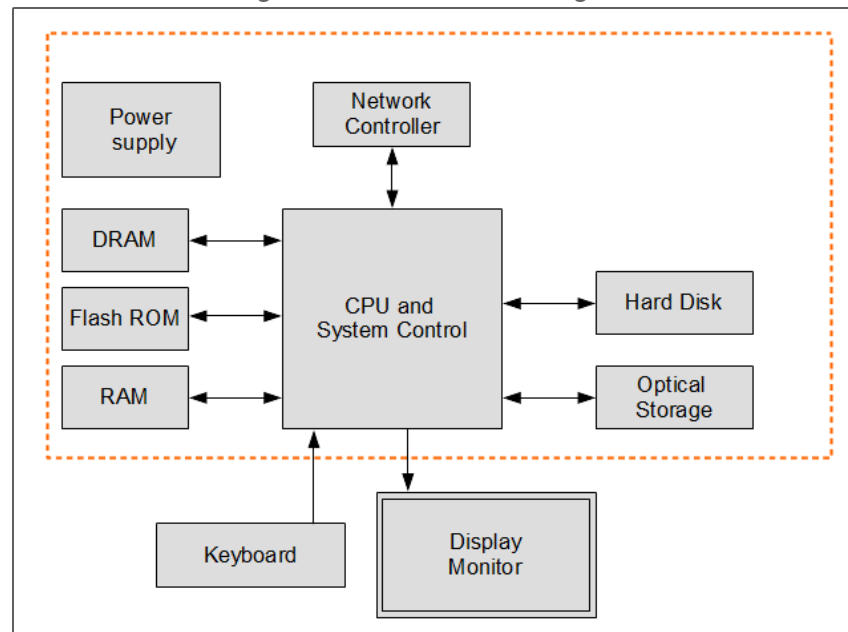 Power
supply
Network
Controller
DRAM
Flash ROM
RAM
CPU and
System Control
Hard Disk
Optical
Storage
Keyboard
Display
Monitor